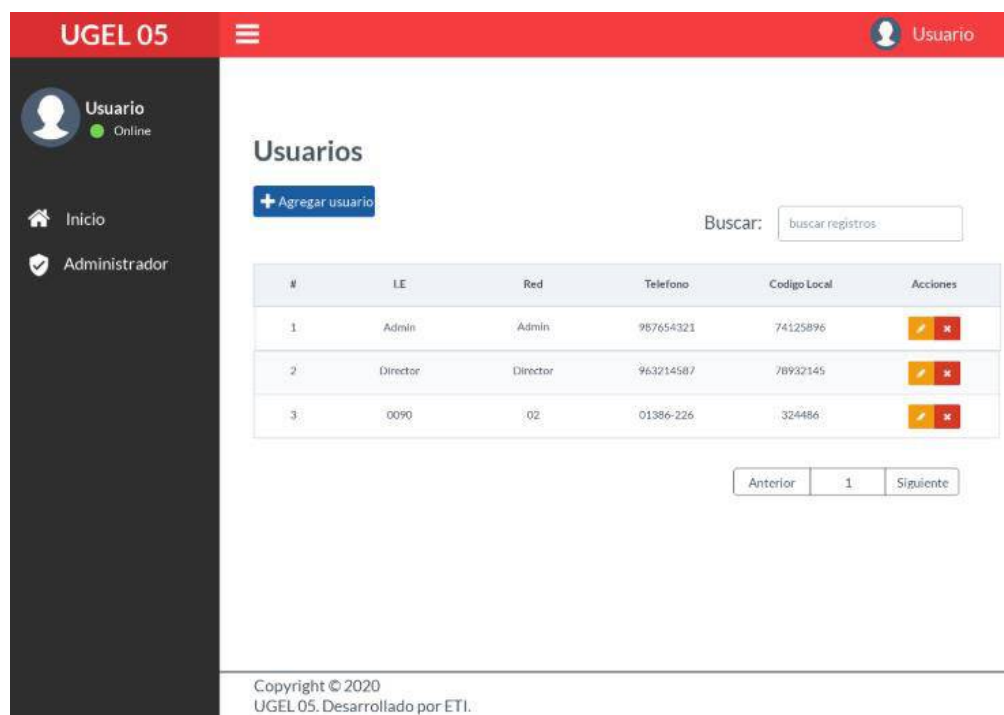 UGEL 05
Usuario
Usuario
Online
Inicio
Administrador
Usuarios
Agregar usuario
Buscar: buscar registros
# I.E Red Telefono Codigo Local Acciones
1 Admin Admin 987654321 74125896
2 Director Director 963214587 78932145
3 0090 02 01386-226 324486
Anterior 1 Siguiente
Copyright © 2020
UGEL 05. Desarrollado por ETI.